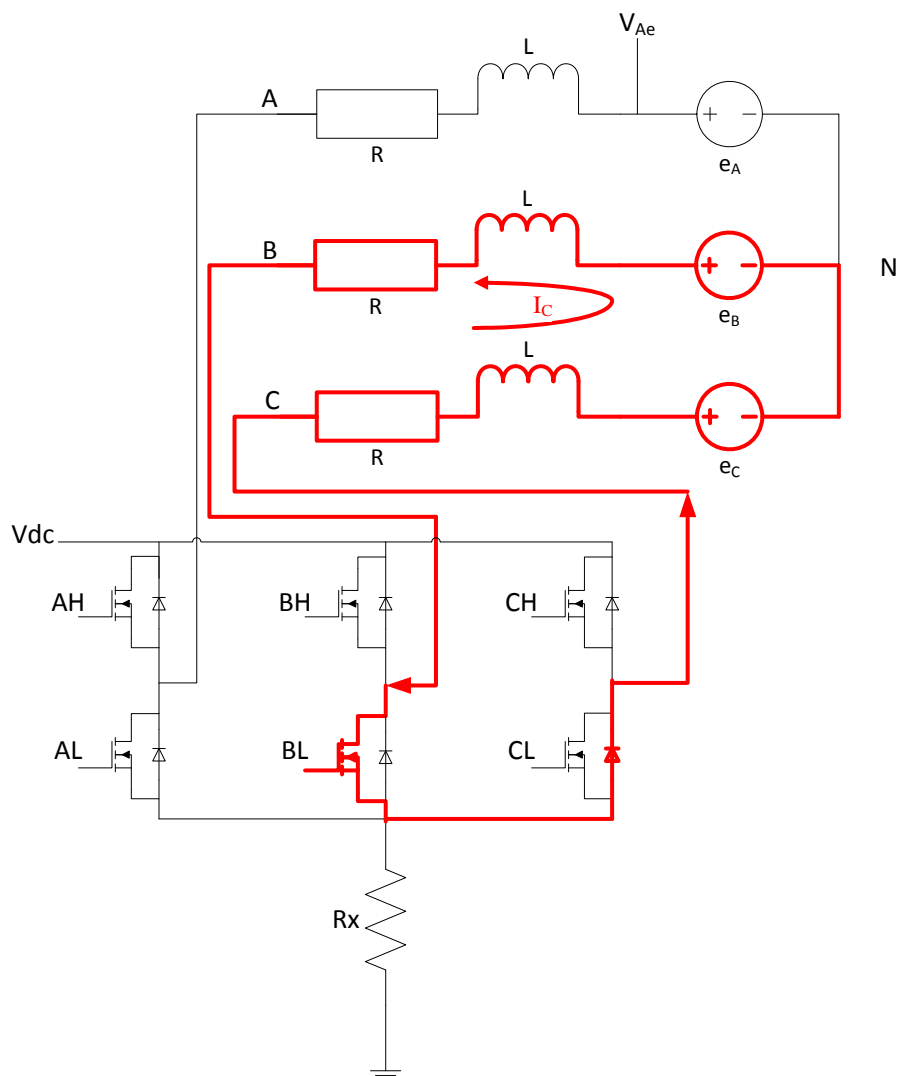 V_Ae
L
A
R
+ -
e_A
L
B
+ -
N
R
I_C
e_B
L
C
+ -
R
e_C
Vdc
AH
BH
CH
AL
BL
CL
Rx